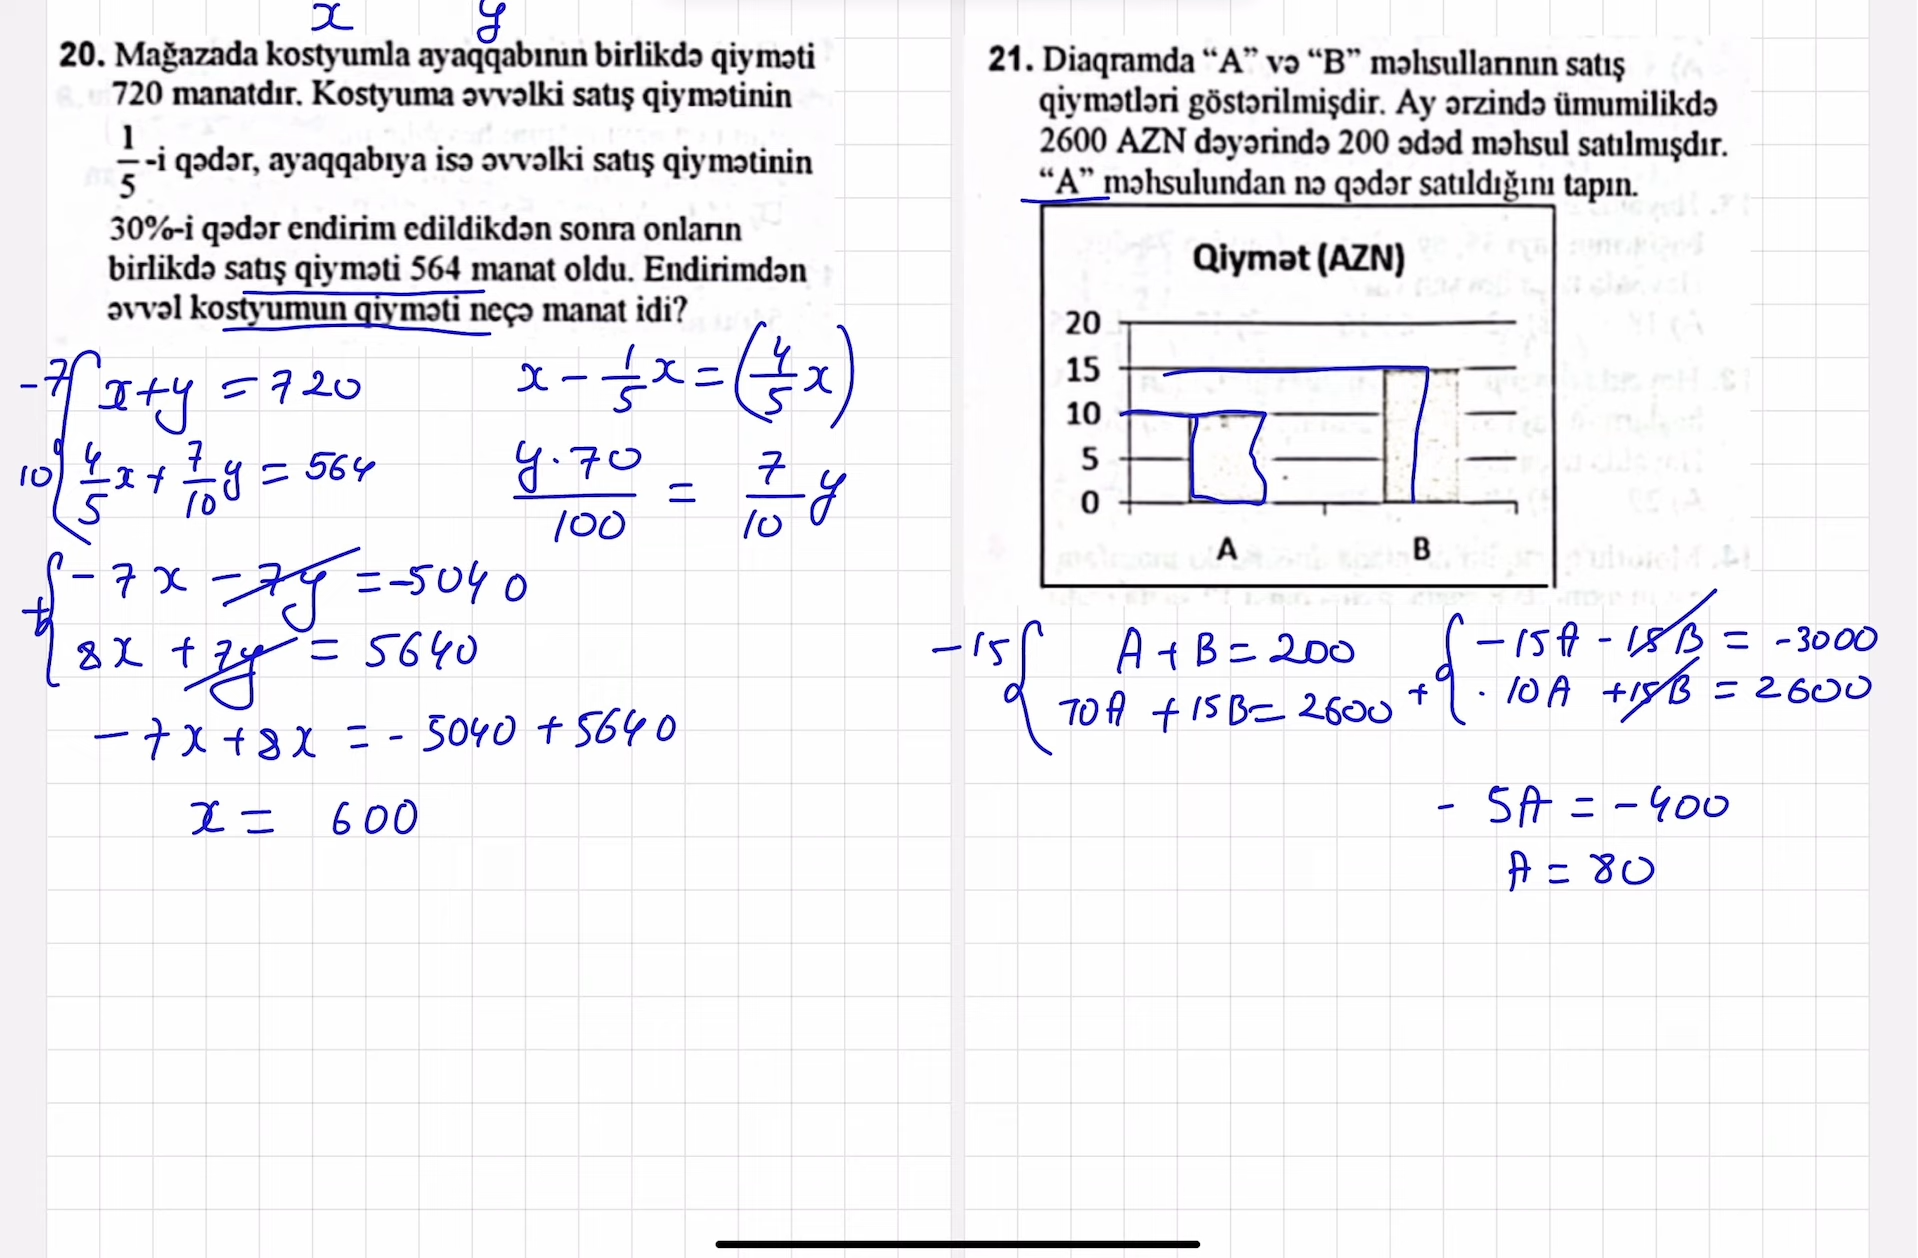 x y
20. Mağazada kostyumla ayaqqabının birlikdə qiyməti
720 manatdır. Kostyuma əvvəlki satış qiymətinin
1/5-i qədər, ayaqqabıya isə əvvəlki satış qiymətinin
30%-i qədər endirim edildikdən sonra onların
birlikdə satış qiyməti 564 manat oldu. Endirimdən
əvvəl kostyumun qiyməti neçə manat idi?
-7 x+y = 720
10 4/5x + 7/10y = 564
x - 1/5x = (4/5x)
y·70/100 = 7/10y
+ -7x - 7y = -5040
8x + 7y = 5640
-7x+8x = -5040 + 5640
x = 600
21. Diaqramda “A” və “B” məhsullarının satış
qiymətləri göstərilmişdir. Ay ərzində ümumilikdə
2600 AZN dəyərində 200 ədəd məhsul satılmışdır.
“A” məhsulundan nə qədər satıldığını tapın.
Qiymət (AZN)
20
15
10
5
0
A B
-15 A + B = 200
10A + 15B = 2600
+ -15A - 15B = -3000
10A + 15B = 2600
- 5A = -400
A = 80